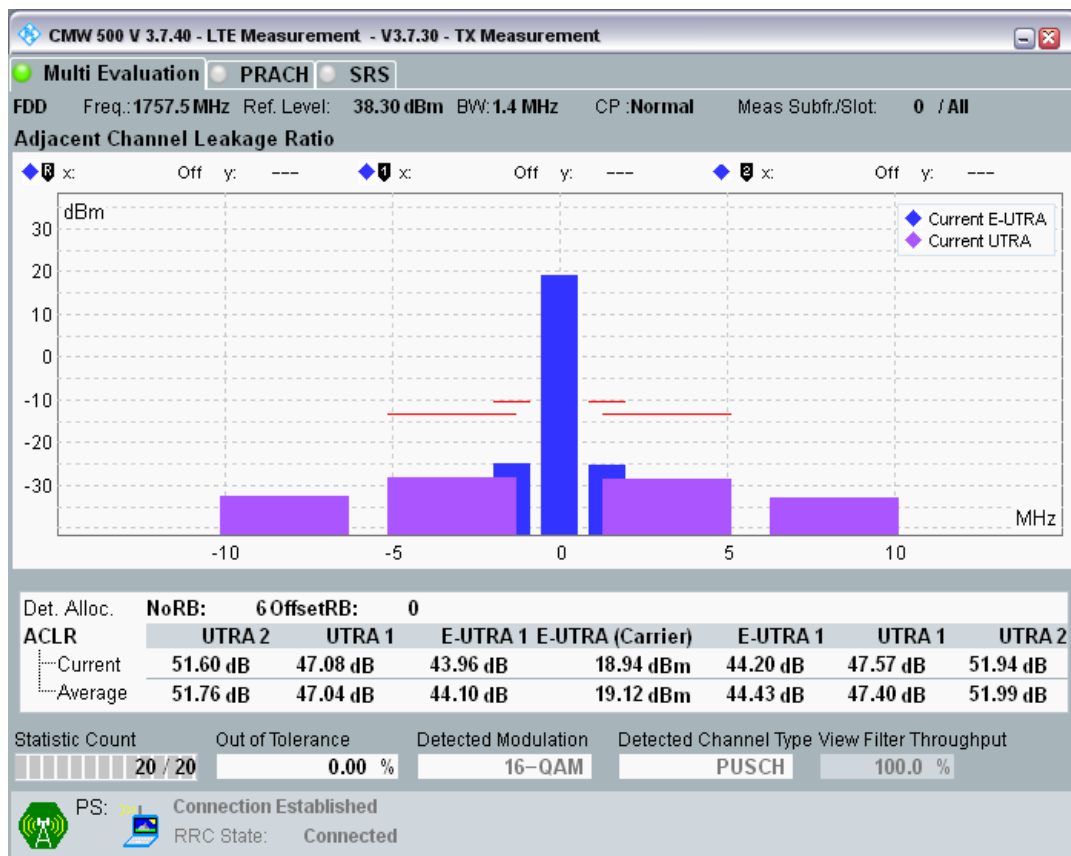 CMW 500 V 3.7.40 - LTE Measurement - V3.7.30 - TX Measurement
Multi Evaluation PRACH SRS
FDD Freq.: 1757.5 MHz Ref. Level: 38.30 dBm BW: 1.4 MHz CP :Normal Meas Subfr./Slot: 0 / All
Adjacent Channel Leakage Ratio
R x: Off y: --- 1 x: Off y: --- 2 x: Off y: ---
dBm
Current E-UTRA
Current UTRA
30
20
10
0
-10
-20
-30
MHz
-10 -5 0 5 10
Det. Alloc. NoRB: 6 OffsetRB: 0
ACLR UTRA 2 UTRA 1 E-UTRA 1 E-UTRA (Carrier) E-UTRA 1 UTRA 1 UTRA 2
Current 51.60 dB 47.08 dB 43.96 dB 18.94 dBm 44.20 dB 47.57 dB 51.94 dB
Average 51.76 dB 47.04 dB 44.10 dB 19.12 dBm 44.43 dB 47.40 dB 51.99 dB
Statistic Count Out of Tolerance Detected Modulation Detected Channel Type View Filter Throughput
20 / 20 0.00 % 16-QAM PUSCH 100.0 %
PS: Connection Established
RRC State: Connected